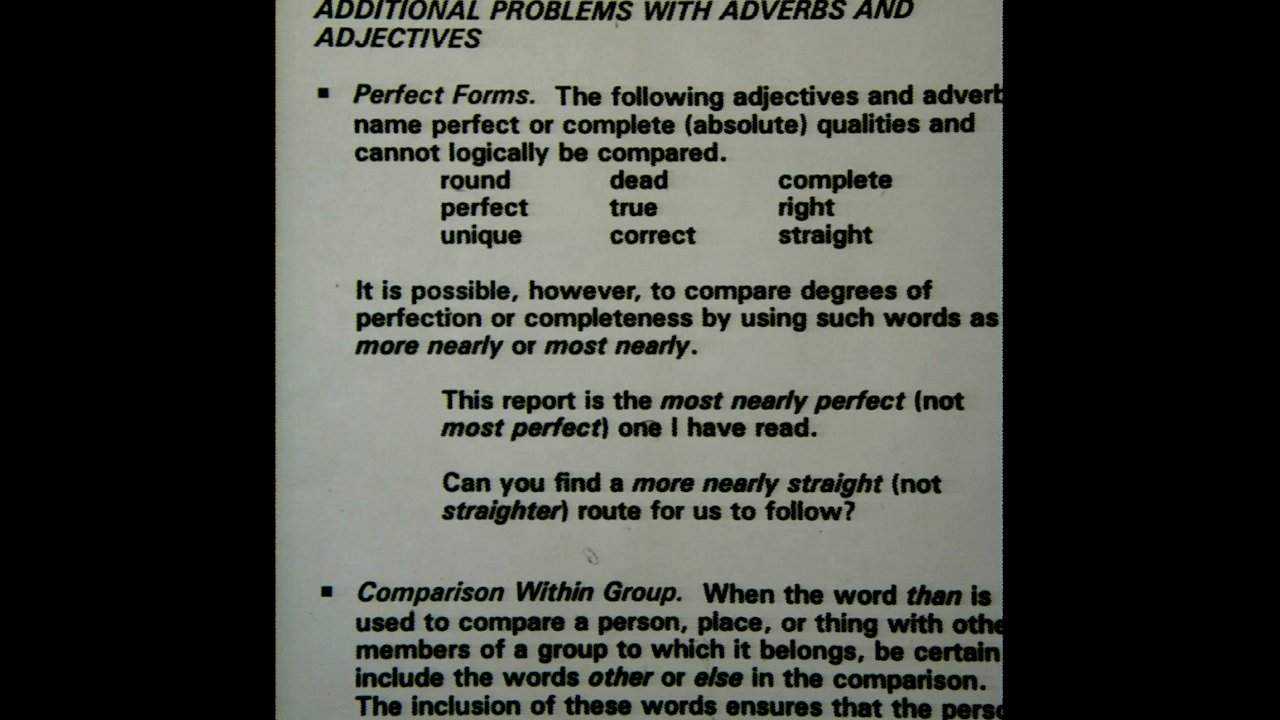 ADDITIONAL PROBLEMS WITH ADVERBS AND
ADJECTIVES
▪ Perfect Forms. The following adjectives and adverb
name perfect or complete (absolute) qualities and
cannot logically be compared.
round dead complete
perfect true right
unique correct straight
It is possible, however, to compare degrees of
perfection or completeness by using such words as
more nearly or most nearly.
This report is the most nearly perfect (not
most perfect) one I have read.
Can you find a more nearly straight (not
straighter) route for us to follow?
▪ Comparison Within Group. When the word than is
used to compare a person, place, or thing with othe
members of a group to which it belongs, be certain
include the words other or else in the comparison.
The inclusion of these words ensures that the perso